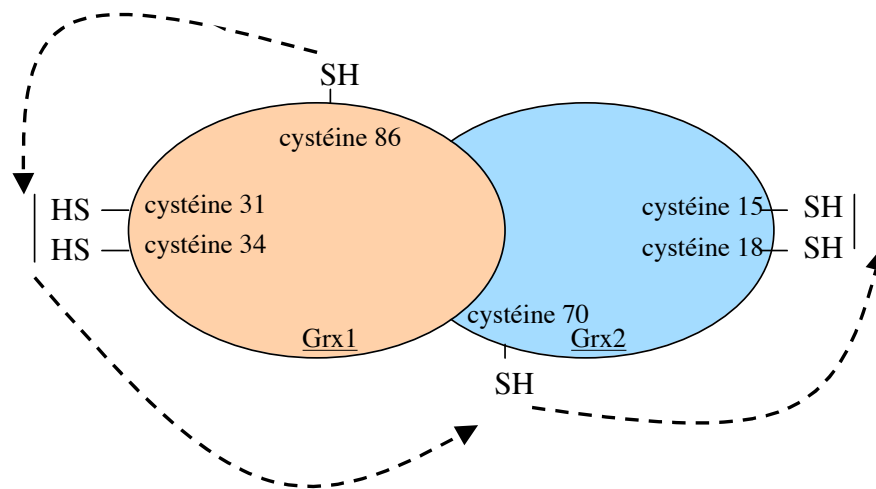 SH
cystéine 86
HS
cystéine 31
cystéine 15
SH
HS
cystéine 34
cystéine 18
SH
cystéine 70
Grx1
Grx2
SH